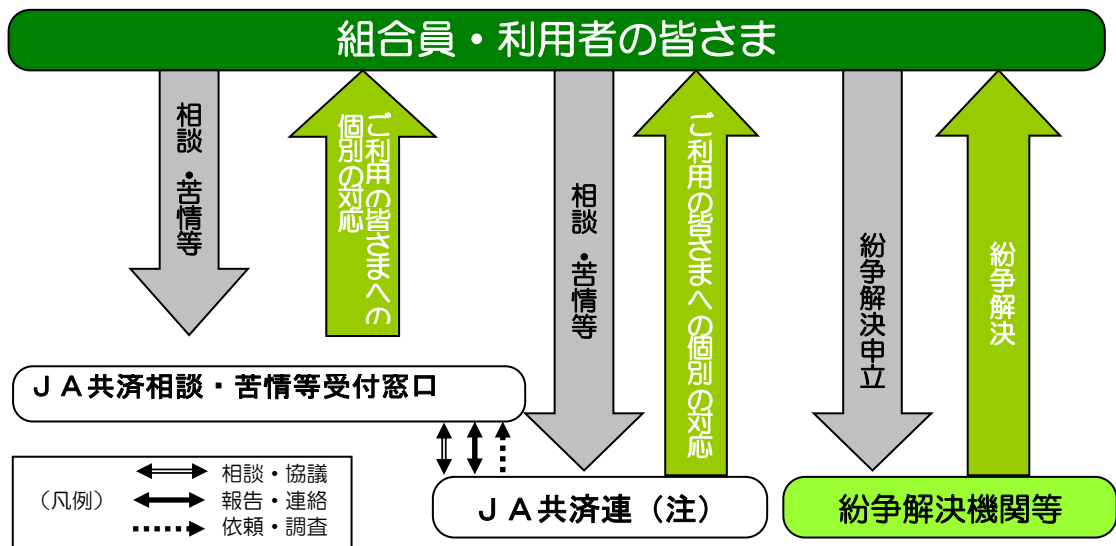 組合員・利用者の皆さま
相談・苦情等
ご利用の皆さまへの
個別の対応
相談・苦情等
ご利用の皆さまへの個別の対応
紛争解決申立
紛争解決
ＪＡ共済相談・苦情等受付窓口
（凡例）
相談・協議
報告・連絡
依頼・調査
ＪＡ共済連（注）
紛争解決機関等